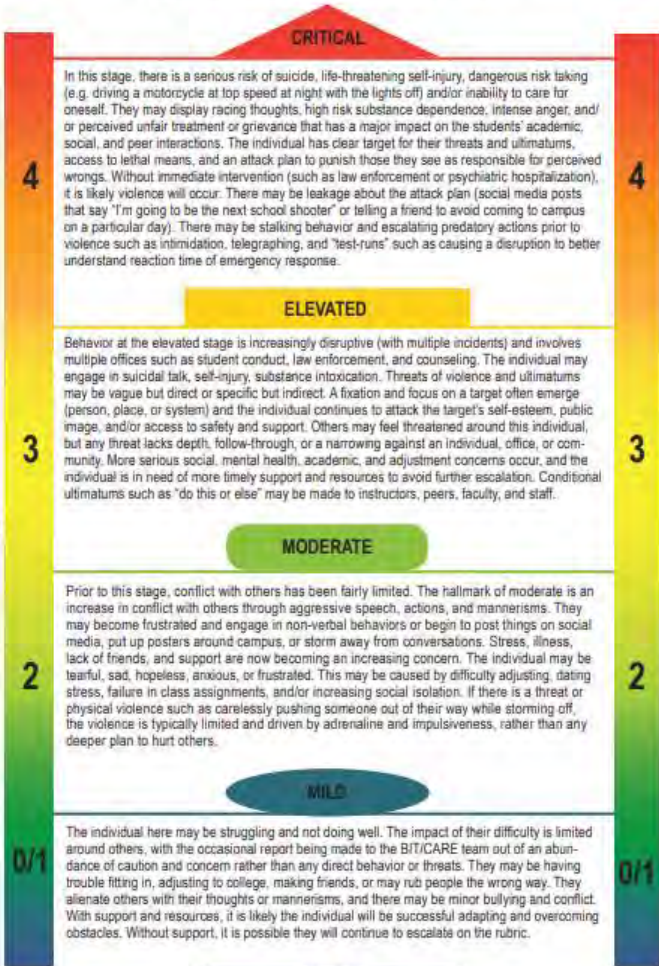 CRITICAL
In this stage, there is a serious risk of suicide, life-threatening self-injury, dangerous risk taking
(e.g. driving a motorcycle at top speed at night with the lights off) and/or inability to care for
oneself. They may display racing thoughts, high risk substance dependence, intense anger, and/
or perceived unfair treatment or grievance that has a major impact on the students' academic,
social, and peer interactions. The individual has clear target for their threats and ultimatums,
access to lethal means, and an attack plan to punish those they see as responsible for perceived
wrongs. Without immediate intervention (such as law enforcement or psychiatric hospitalization),
it is likely violence will occur. There may be leakage about the attack plan (social media posts
that say "I'm going to be the next school shooter" or telling a friend to avoid coming to campus
on a particular day). There may be stalking behavior and escalating predatory actions prior to
violence such as intimidation, telegraphing, and "test-runs" such as causing a disruption to better
understand reaction time of emergency response.
4
4
ELEVATED
Behavior at the elevated stage is increasingly disruptive (with multiple incidents) and involves
multiple offices such as student conduct, law enforcement, and counseling. The individual may
engage in suicidal talk, self-injury, substance intoxication. Threats of violence and ultimatums
may be vague but direct or specific but indirect. A fixation and focus on a target often emerge
(person, place, or system) and the individual continues to attack the target's self-esteem, public
image, and/or access to safety and support. Others may feel threatened around this individual,
but any threat lacks depth, follow-through, or a narrowing against an individual, office, or com-
munity. More serious social, mental health, academic, and adjustment concerns occur, and the
individual is in need of more timely support and resources to avoid further escalation. Conditional
ultimatums such as "do this or else" may be made to instructors, peers, faculty, and staff.
3
3
MODERATE
Prior to this stage, conflict with others has been fairly limited. The hallmark of moderate is an
increase in conflict with others through aggressive speech, actions, and mannerisms. They
may become frustrated and engage in non-verbal behaviors or begin to post things on social
media, put up posters around campus, or storm away from conversations. Stress, illness,
lack of friends, and support are now becoming an increasing concern. The individual may be
tearful, sad, hopeless, anxious, or frustrated. This may be caused by difficulty adjusting, dating
stress, failure in class assignments, and/or increasing social isolation. If there is a threat or
physical violence such as carelessly pushing someone out of their way while storming off,
the violence is typically limited and driven by adrenaline and impulsiveness, rather than any
deeper plan to hurt others.
2
2
MILD
The individual here may be struggling and not doing well. The impact of their difficulty is limited
around others, with the occasional report being made to the BIT/CARE team out of an abun-
dance of caution and concern rather than any direct behavior or threats. They may be having
trouble fitting in, adjusting to college, making friends, or may rub people the wrong way. They
alienate others with their thoughts or mannerisms, and there may be minor bullying and conflict.
With support and resources, it is likely the individual will be successful adapting and overcoming
obstacles. Without support, it is possible they will continue to escalate on the rubric.
0/1
0/1